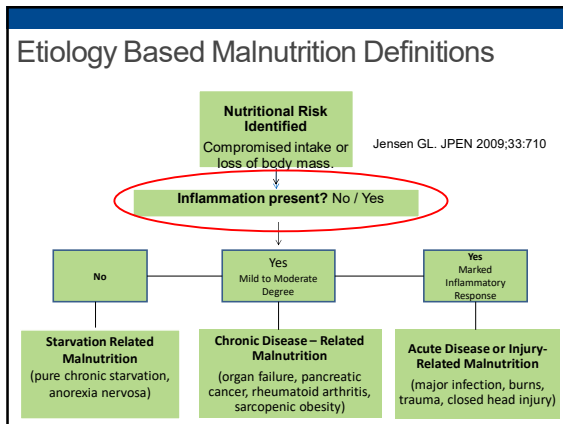 Etiology Based Malnutrition Definitions
Nutritional Risk
Identified
Compromised intake or
loss of body mass.
Jensen GL. JPEN 2009;33:710
Inflammation present? No / Yes
No
Yes
Mild to Moderate
Degree
Yes
Marked
Inflammatory
Response
Starvation Related
Malnutrition
(pure chronic starvation,
anorexia nervosa)
Chronic Disease – Related
Malnutrition
(organ failure, pancreatic
cancer, rheumatoid arthritis,
sarcopenic obesity)
Acute Disease or Injury-
Related Malnutrition
(major infection, burns,
trauma, closed head injury)